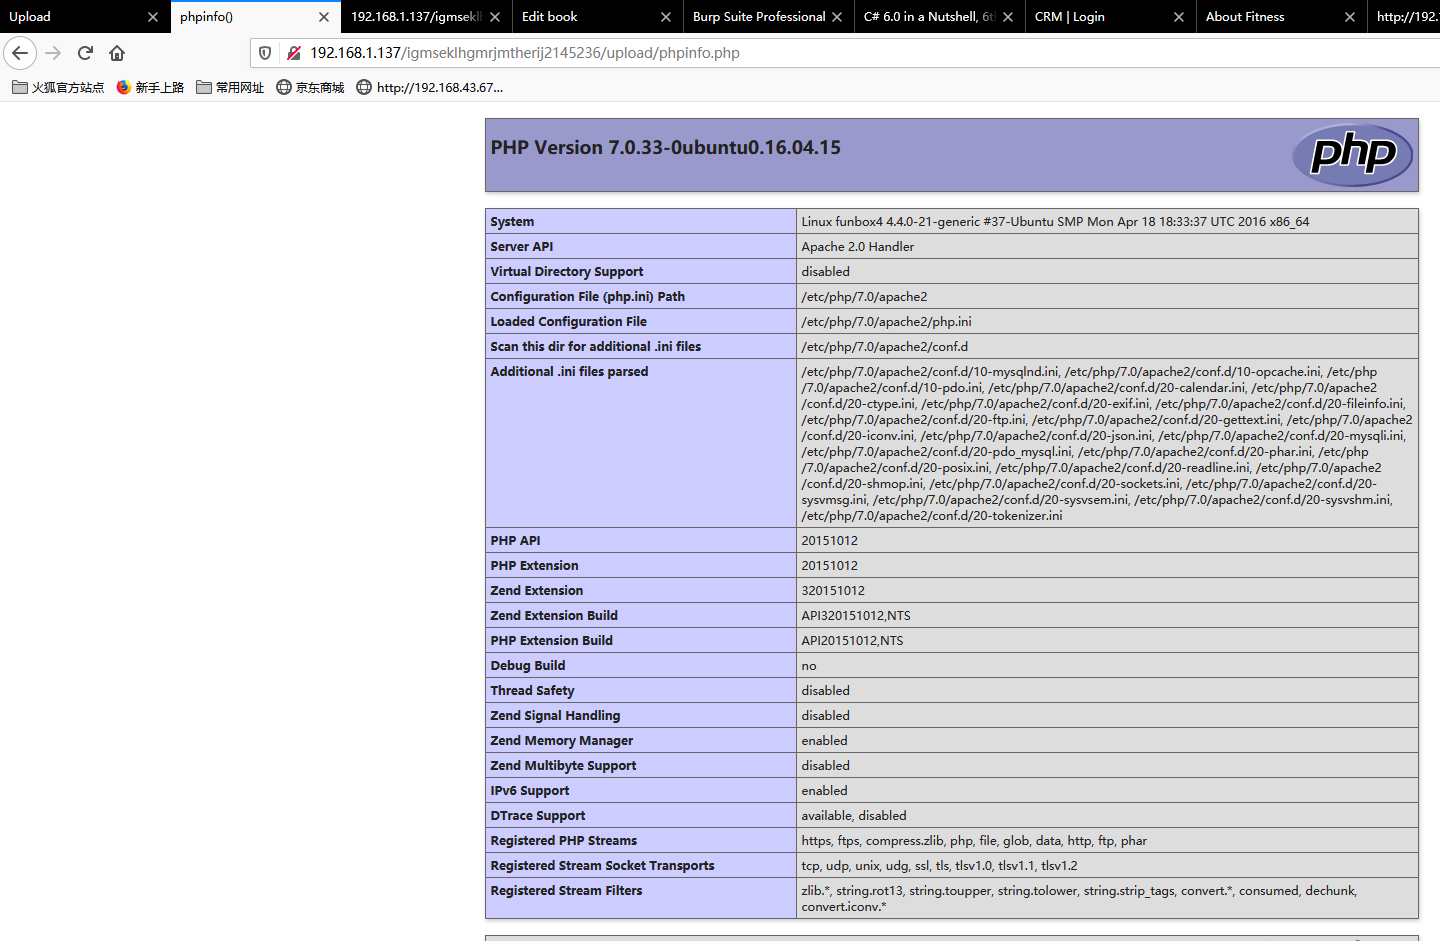 Upload
phpinfo()
192.168.1.137/igmseklh
Edit book
Burp Suite Professional
C# 6.0 in a Nutshell, 6th
CRM | Login
About Fitness
http://192.
192.168.1.137/igmseklhgmrjmtherij2145236/upload/phpinfo.php
火狐官方站点 新手上路 常用网址 京东商城 http://192.168.43.67...
PHP Version 7.0.33-0ubuntu0.16.04.15
php
System Linux funbox4 4.4.0-21-generic #37-Ubuntu SMP Mon Apr 18 18:33:37 UTC 2016 x86_64
Server API Apache 2.0 Handler
Virtual Directory Support disabled
Configuration File (php.ini) Path /etc/php/7.0/apache2
Loaded Configuration File /etc/php/7.0/apache2/php.ini
Scan this dir for additional .ini files /etc/php/7.0/apache2/conf.d
Additional .ini files parsed /etc/php/7.0/apache2/conf.d/10-mysqlnd.ini, /etc/php/7.0/apache2/conf.d/10-opcache.ini, /etc/php
/7.0/apache2/conf.d/10-pdo.ini, /etc/php/7.0/apache2/conf.d/20-calendar.ini, /etc/php/7.0/apache2
/conf.d/20-ctype.ini, /etc/php/7.0/apache2/conf.d/20-exif.ini, /etc/php/7.0/apache2/conf.d/20-fileinfo.ini,
/etc/php/7.0/apache2/conf.d/20-ftp.ini, /etc/php/7.0/apache2/conf.d/20-gettext.ini, /etc/php/7.0/apache2
/conf.d/20-iconv.ini, /etc/php/7.0/apache2/conf.d/20-json.ini, /etc/php/7.0/apache2/conf.d/20-mysqli.ini,
/etc/php/7.0/apache2/conf.d/20-pdo_mysql.ini, /etc/php/7.0/apache2/conf.d/20-phar.ini, /etc/php
/7.0/apache2/conf.d/20-posix.ini, /etc/php/7.0/apache2/conf.d/20-readline.ini, /etc/php/7.0/apache2
/conf.d/20-shmop.ini, /etc/php/7.0/apache2/conf.d/20-sockets.ini, /etc/php/7.0/apache2/conf.d/20-
sysvmsg.ini, /etc/php/7.0/apache2/conf.d/20-sysvsem.ini, /etc/php/7.0/apache2/conf.d/20-sysvshm.ini,
/etc/php/7.0/apache2/conf.d/20-tokenizer.ini
PHP API 20151012
PHP Extension 20151012
Zend Extension 320151012
Zend Extension Build API320151012,NTS
PHP Extension Build API20151012,NTS
Debug Build no
Thread Safety disabled
Zend Signal Handling disabled
Zend Memory Manager enabled
Zend Multibyte Support disabled
IPv6 Support enabled
DTrace Support available, disabled
Registered PHP Streams https, ftps, compress.zlib, php, file, glob, data, http, ftp, phar
Registered Stream Socket Transports tcp, udp, unix, udg, ssl, tls, tlsv1.0, tlsv1.1, tlsv1.2
Registered Stream Filters zlib.*, string.rot13, string.toupper, string.tolower, string.strip_tags, convert.*, consumed, dechunk,
convert.iconv.*